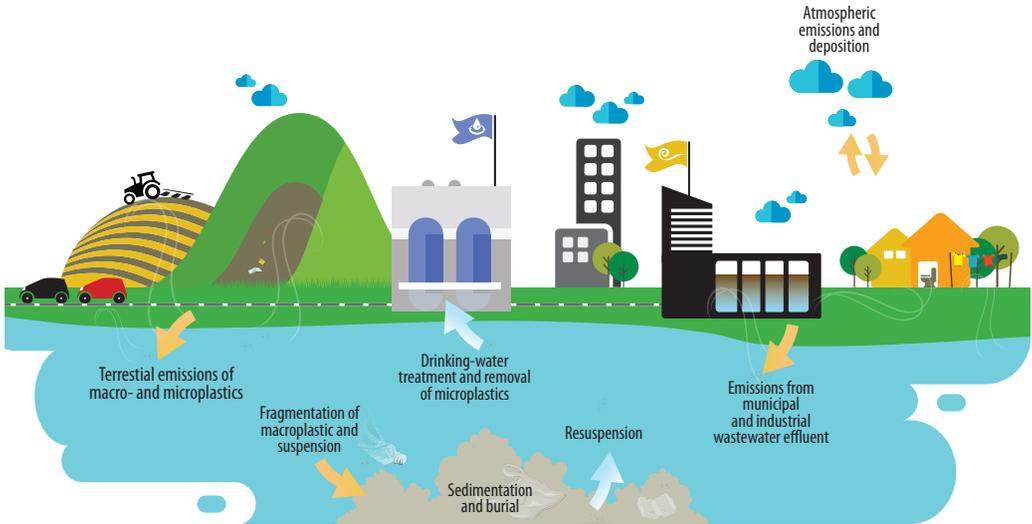 Atmospheric
emissions and
deposition
Terrestial emissions of
macro- and microplastics
Drinking-water
treatment and removal
of microplastics
Emissions from
municipal
and industrial
wastewater effluent
Fragmentation of
macroplastic and
suspension
Resuspension
Sedimentation
and burial